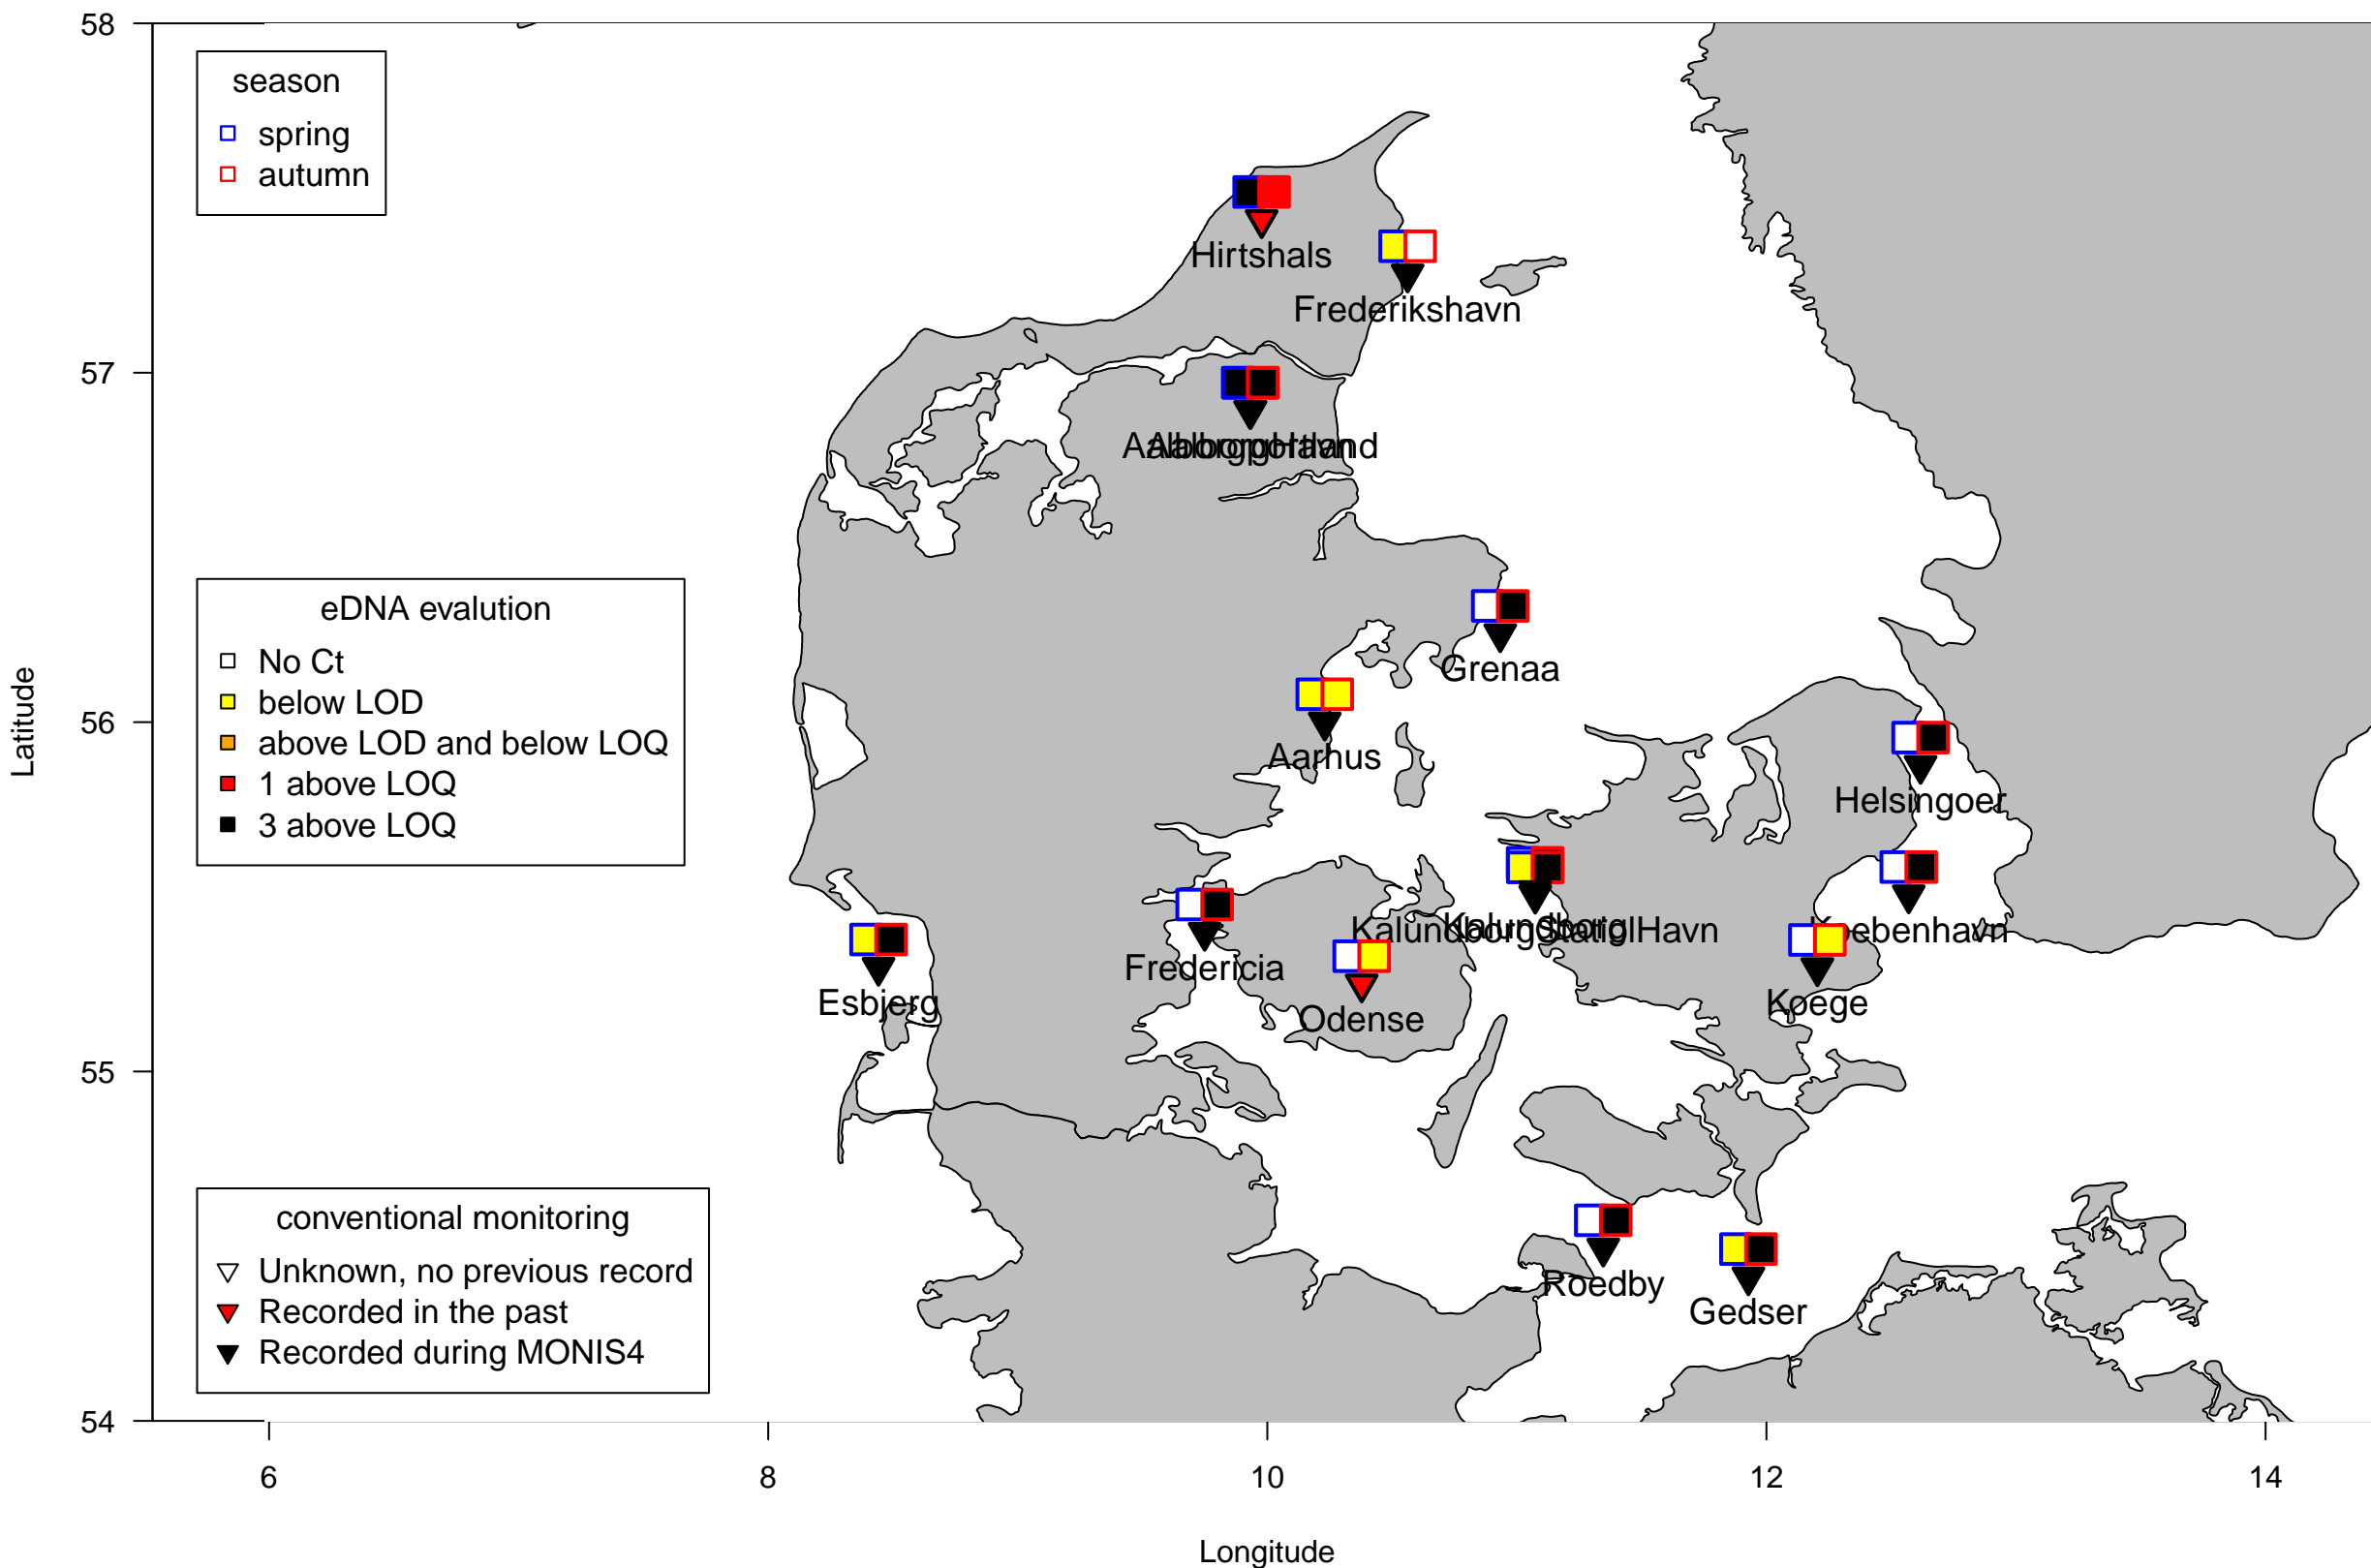 58
season
spring
autumn
Hirtshals
Frederikshavn
57
eDNA evalution
No Ct
below LOD
above LOD and below LOQ
1 above LOQ
3 above LOQ
Grenaa
Aarhus
56
Latitude
Helsingoer
Koebenhavn
Fredericia
Esbjerg
Odense
Koege
55
conventional monitoring
Unknown, no previous record
Recorded in the past
Recorded during MONIS4
Roedby
Gedser
54
6 8 10 12 14
Longitude